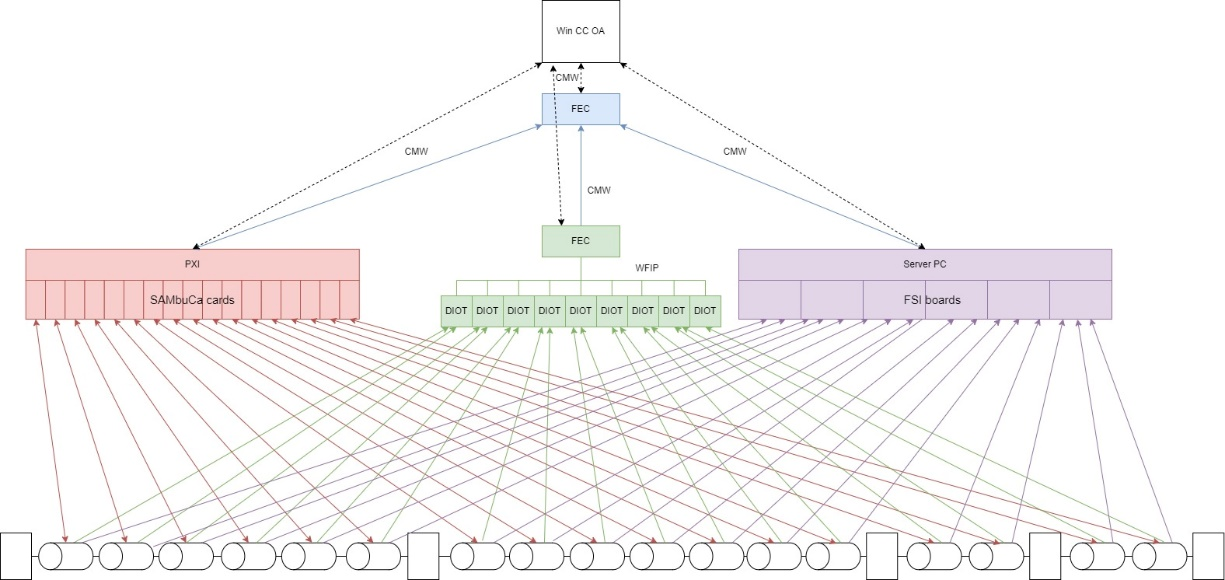 Win CC OA
CMW
FEC
CMW
CMW
CMW
FEC
PXI
WFIP
Server PC
SAMbuCa cards
DIOT
DIOT
DIOT
DIOT
DIOT
DIOT
DIOT
DIOT
DIOT
FSI boards